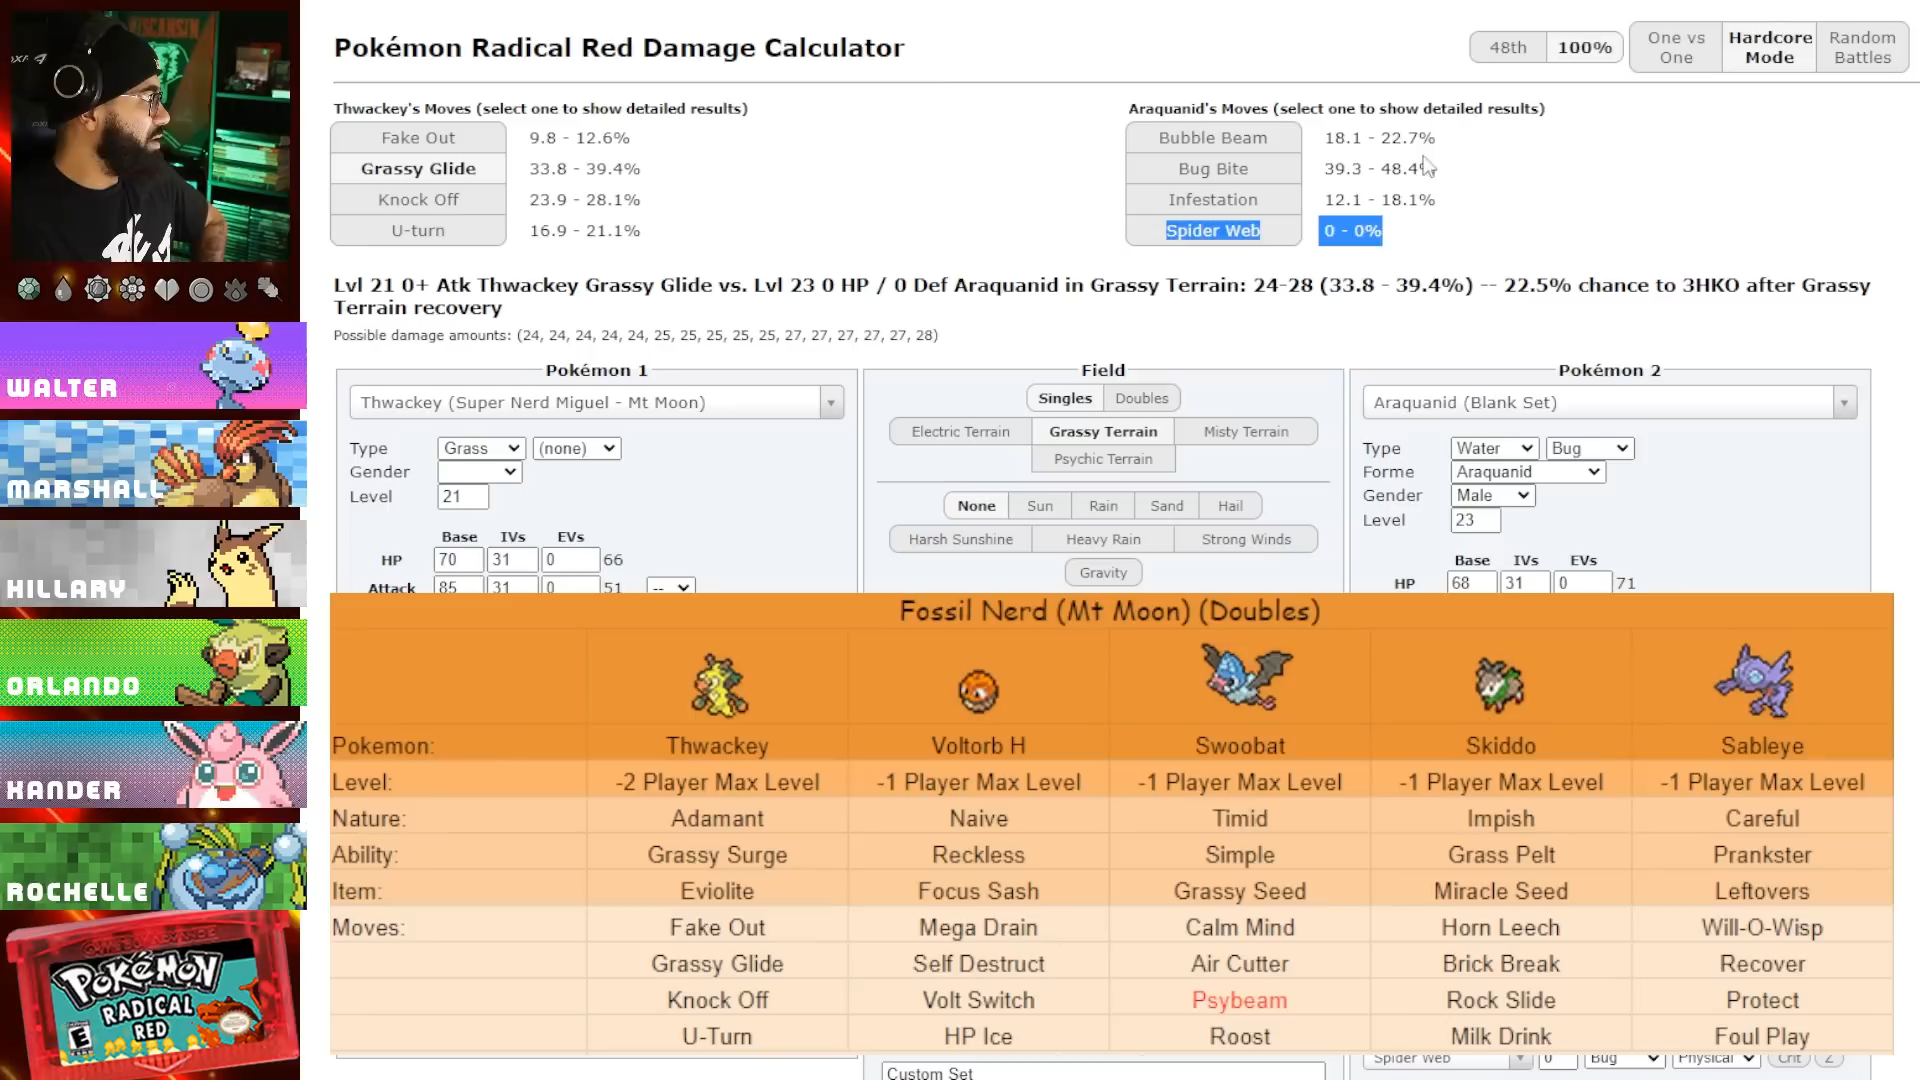 Pokémon Radical Red Damage Calculator
48th 100%
One vs One
Hardcore Mode
Random Battles
Thwackey's Moves (select one to show detailed results)
Fake Out 9.8 - 12.6%
Grassy Glide 33.8 - 39.4%
Knock Off 23.9 - 28.1%
U-turn 16.9 - 21.1%
Araquanid's Moves (select one to show detailed results)
Bubble Beam 18.1 - 22.7%
Bug Bite 39.3 - 48.4%
Infestation 12.1 - 18.1%
Spider Web 0 - 0%
Lvl 21 0+ Atk Thwackey Grassy Glide vs. Lvl 23 0 HP / 0 Def Araquanid in Grassy Terrain: 24-28 (33.8 - 39.4%) -- 22.5% chance to 3HKO after Grassy
Terrain recovery
Possible damage amounts: (24, 24, 24, 24, 24, 25, 25, 25, 25, 25, 27, 27, 27, 27, 27, 28)
Pokémon 1
Thwackey (Super Nerd Miguel - Mt Moon)
Type Grass (none)
Gender
Level 21
Base IVs EVs
HP 70 31 0 66
Attack 85 31 0 51 --
Field
Singles Doubles
Electric Terrain Grassy Terrain Misty Terrain
Psychic Terrain
None Sun Rain Sand Hail
Harsh Sunshine Heavy Rain Strong Winds
Gravity
Pokémon 2
Araquanid (Blank Set)
Type Water Bug
Forme Araquanid
Gender Male
Level 23
Base IVs EVs
HP 68 31 0 71
WALTER
MARSHALL
HILLARY
ORLANDO
XANDER
ROCHELLE
POKéMON
RADICAL
RED
E
Fossil Nerd (Mt Moon) (Doubles)
Pokemon: Thwackey Voltorb H Swoobat Skiddo Sableye
Level: -2 Player Max Level -1 Player Max Level -1 Player Max Level -1 Player Max Level -1 Player Max Level
Nature: Adamant Naive Timid Impish Careful
Ability: Grassy Surge Reckless Simple Grass Pelt Prankster
Item: Eviolite Focus Sash Grassy Seed Miracle Seed Leftovers
Moves: Fake Out Mega Drain Calm Mind Horn Leech Will-O-Wisp
Grassy Glide Self Destruct Air Cutter Brick Break Recover
Knock Off Volt Switch Psybeam Rock Slide Protect
U-Turn HP Ice Roost Milk Drink Foul Play
Spider Web 0 Bug Physical Crit Z
Custom Set